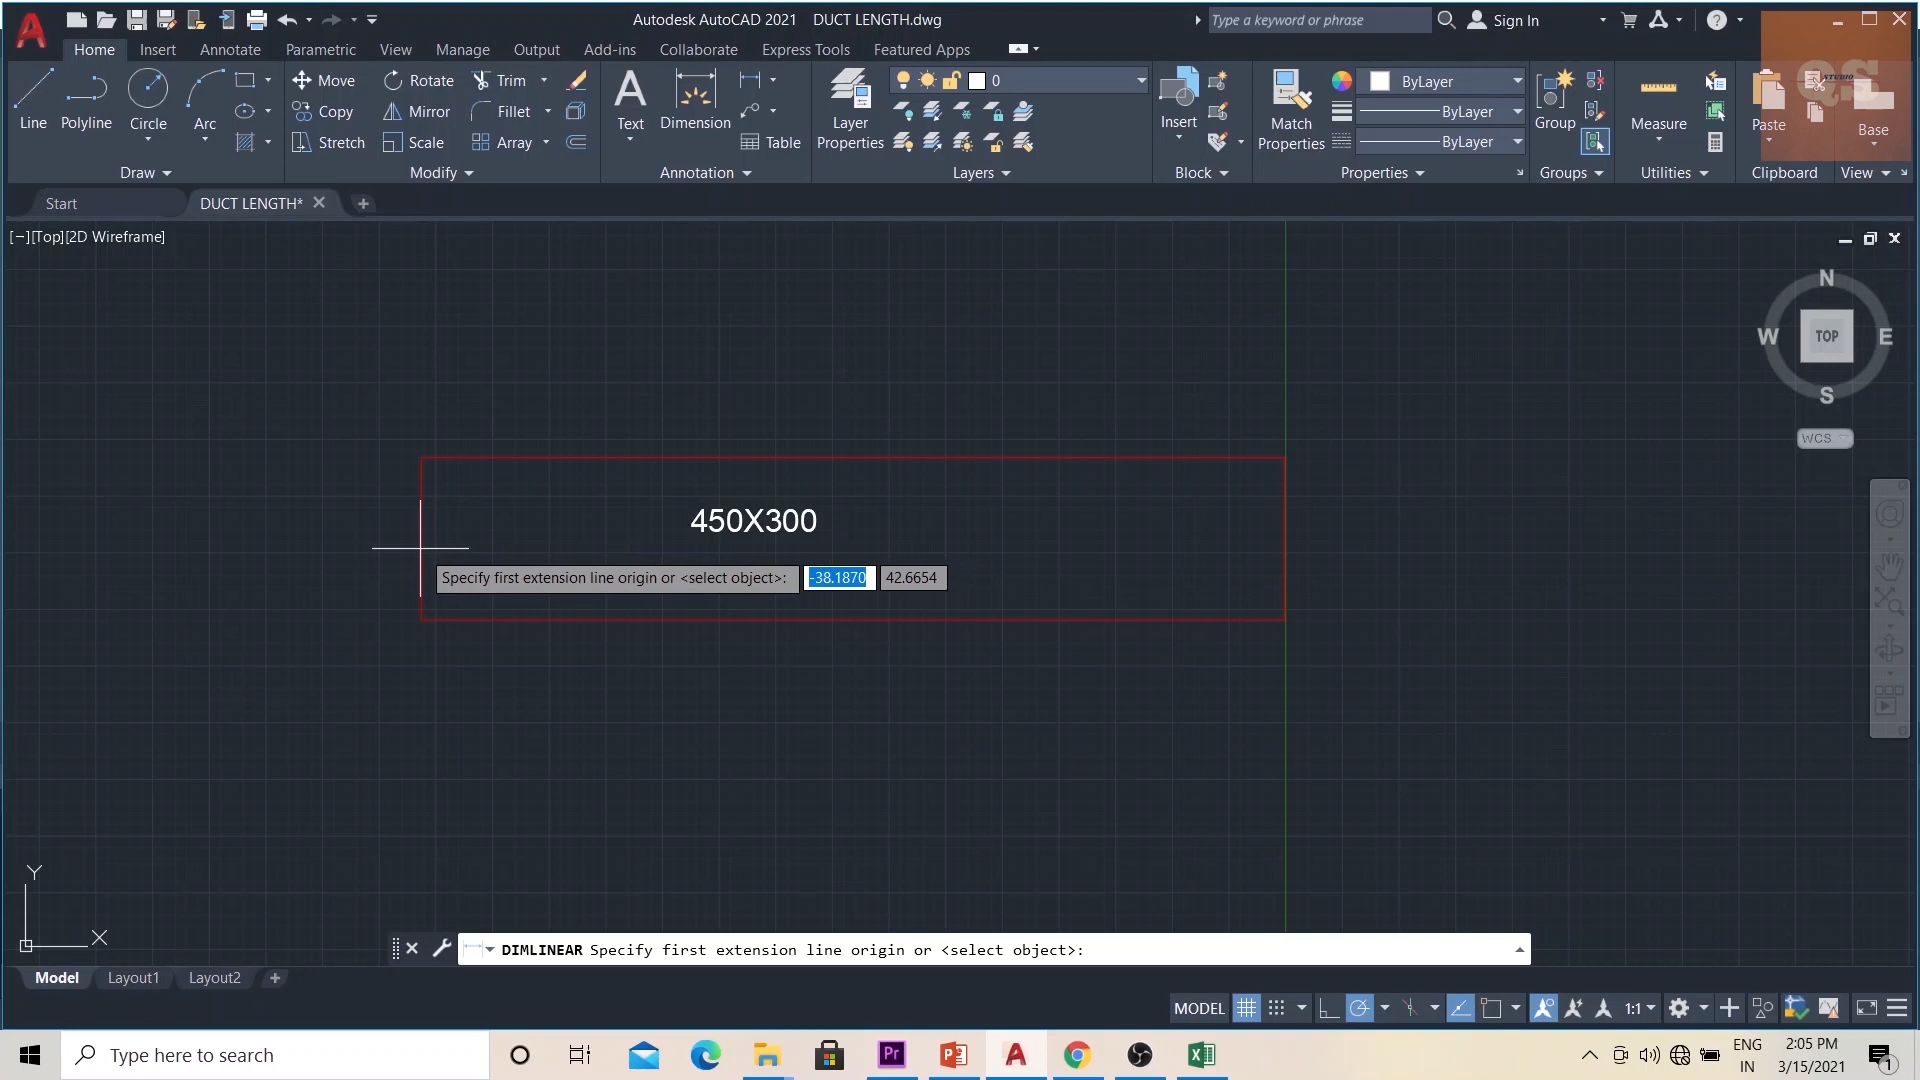 Autodesk AutoCAD 2021 DUCT LENGTH.dwg
Type a keyword or phrase
Sign In
Home Insert Annotate Parametric View Manage Output Add-ins Collaborate Express Tools Featured Apps
Line Polyline Circle Arc
Move Rotate Trim
Copy Mirror Fillet
Stretch Scale Array
Text Dimension Table
Layer Properties
0
Insert
Match Properties
ByLayer
ByLayer
ByLayer
Group
Measure
Paste
Base
QS
STUDIO
Draw Modify Annotation Layers Block Properties Groups Utilities Clipboard View
Start DUCT LENGTH*
[−][Top][2D Wireframe]
N
W TOP E
S
WCS
450X300
Specify first extension line origin or <select object>: -38.1870 42.6654
Y
X
DIMLINEAR Specify first extension line origin or <select object>:
Model Layout1 Layout2
MODEL 1:1
Type here to search
Pr
ENG
IN
2:05 PM
3/15/2021
1